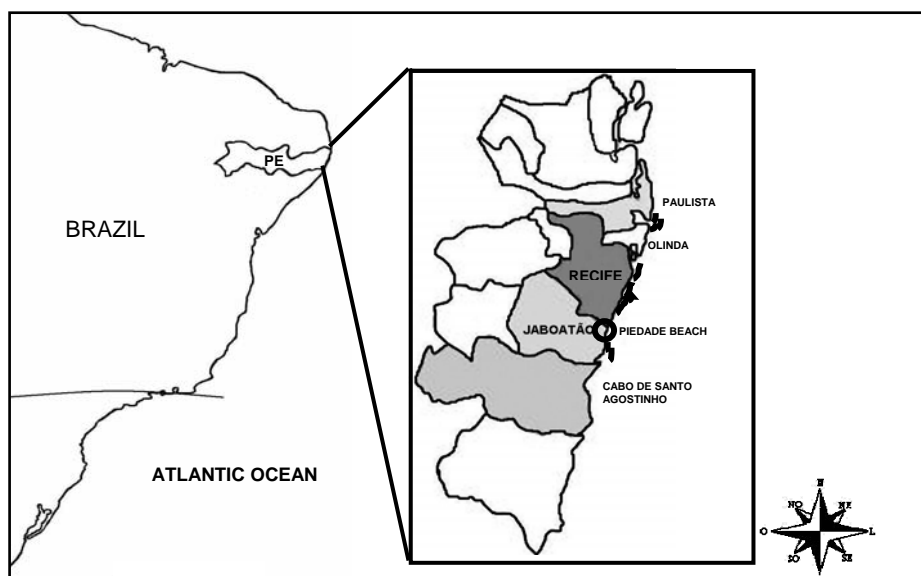 PE
BRAZIL
ATLANTIC OCEAN
PAULISTA
OLINDA
RECIFE
JABOATÃO
PIEDADE BEACH
CABO DE SANTO
AGOSTINHO
N
NO
NE
O
L
SO
SE
S